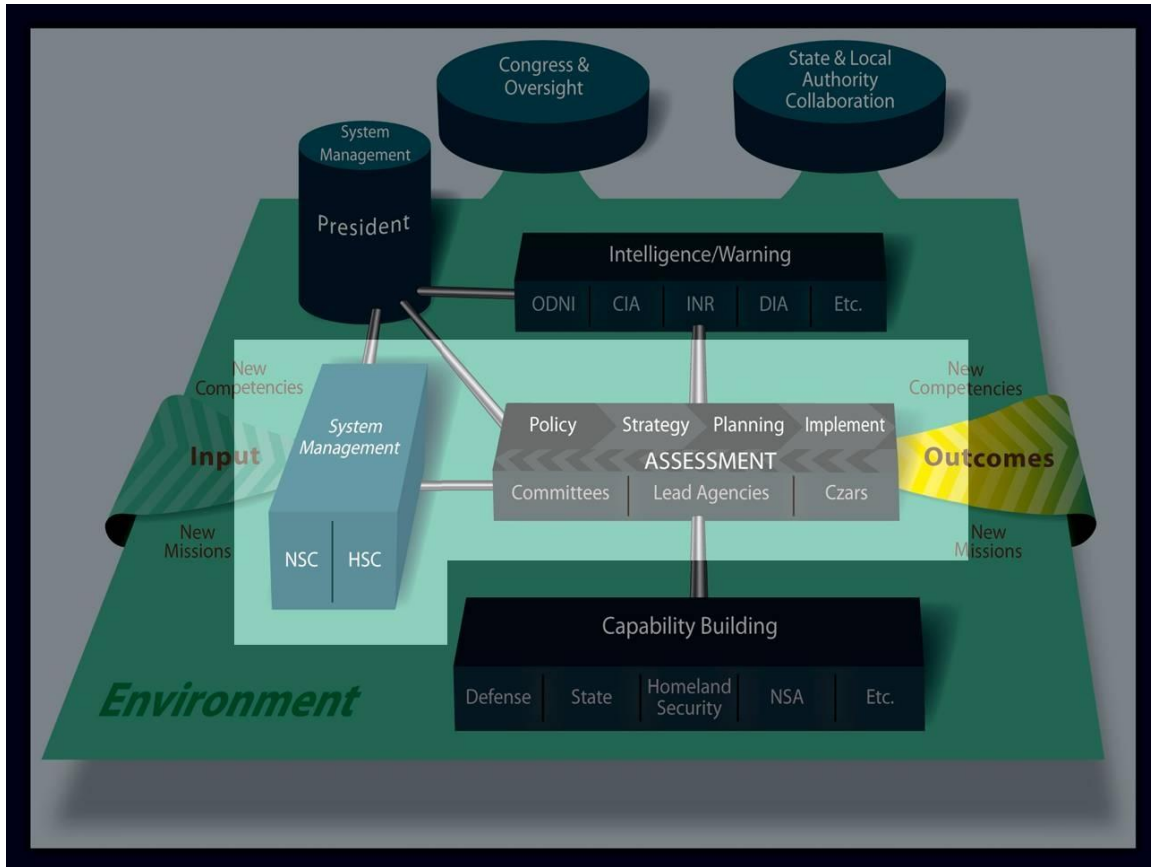 Congress &
Oversight
State & Local
Authority
Collaboration
System
Management
President
Intelligence/Warning
ODNI CIA INR DIA Etc.
New
Competencies
New
Competencies
System
Management
Policy Strategy Planning Implement
Input
ASSESSMENT
Outcomes
Committees Lead Agencies Czars
New
Missions
New
Missions
NSC HSC
Capability Building
Environment
Defense State Homeland
Security NSA Etc.